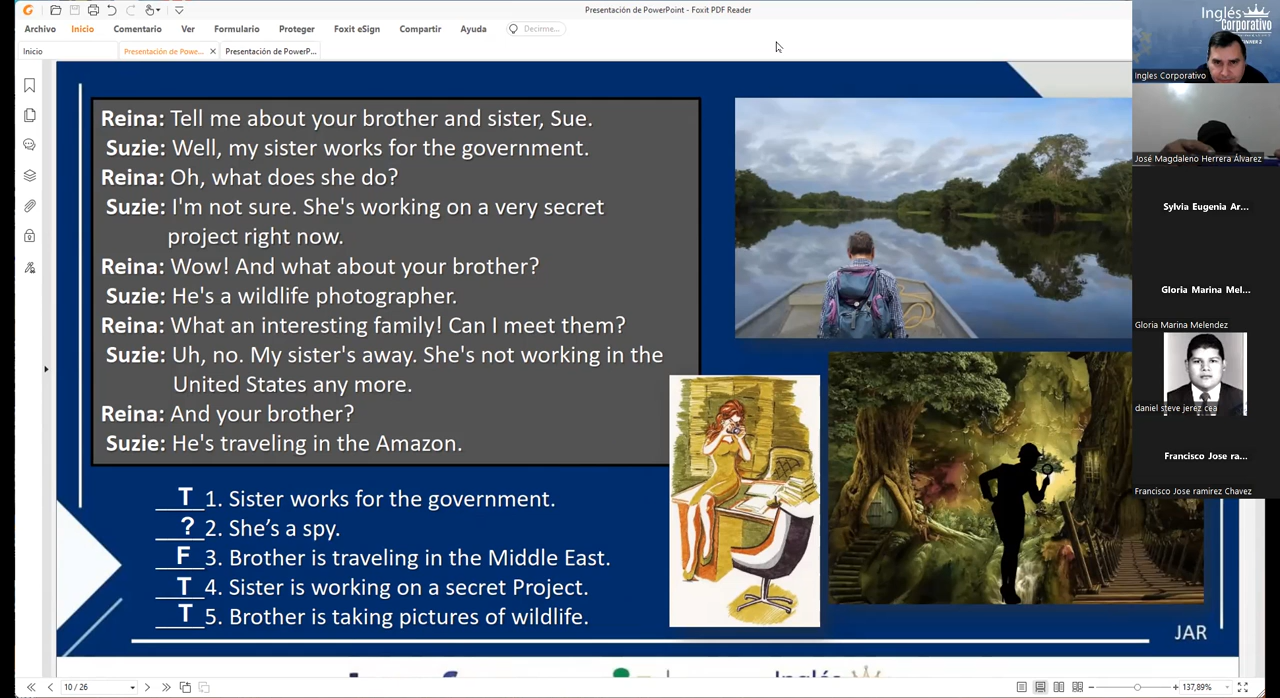 Presentación de PowerPoint - Foxit PDF Reader
Archivo Inicio Comentario Ver Formulario Proteger Foxit eSign Compartir Ayuda Decirme...
Inicio Presentación de Powe... Presentación de PowerP...
Reina: Tell me about your brother and sister, Sue.
Suzie: Well, my sister works for the government.
Reina: Oh, what does she do?
Suzie: I'm not sure. She's working on a very secret
project right now.
Reina: Wow! And what about your brother?
Suzie: He's a wildlife photographer.
Reina: What an interesting family! Can I meet them?
Suzie: Uh, no. My sister's away. She's not working in the
United States any more.
Reina: And your brother?
Suzie: He's traveling in the Amazon.
T 1. Sister works for the government.
? 2. She's a spy.
F 3. Brother is traveling in the Middle East.
T 4. Sister is working on a secret Project.
T 5. Brother is taking pictures of wildlife.
JAR
Inglés
Corporativo
Ingles Corporativo
José Magdaleno Herrera Álvarez
Sylvia Eugenia Ar...
Gloria Marina Mel...
Gloria Marina Melendez
daniel steve jerez cea
Francisco Jose ra...
Francisco Jose ramirez Chavez
10 / 26
137,89%